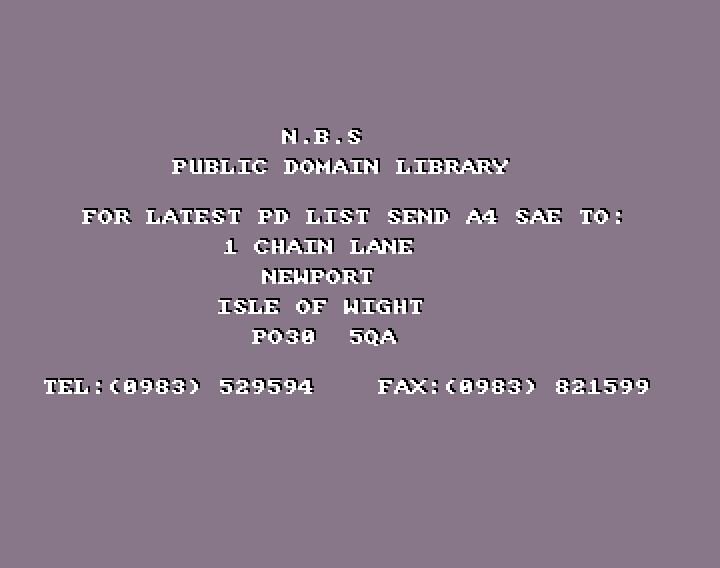 N.B.S
PUBLIC DOMAIN LIBRARY
FOR LATEST PD LIST SEND A4 SAE TO:
1 CHAIN LANE
NEWPORT
ISLE OF WIGHT
PO30 5QA
TEL:(0983) 529594 FAX:(0983) 821599